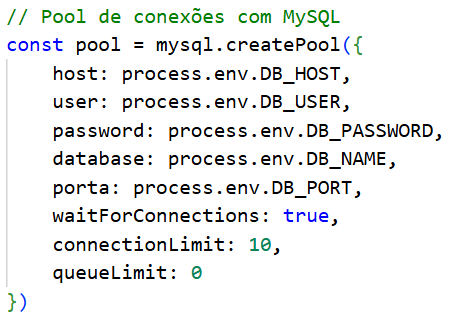 // Pool de conexões com MySQL
const pool = mysql.createPool({
    host: process.env.DB_HOST,
    user: process.env.DB_USER,
    password: process.env.DB_PASSWORD,
    database: process.env.DB_NAME,
    porta: process.env.DB_PORT,
    waitForConnections: true,
    connectionLimit: 10,
    queueLimit: 0
})